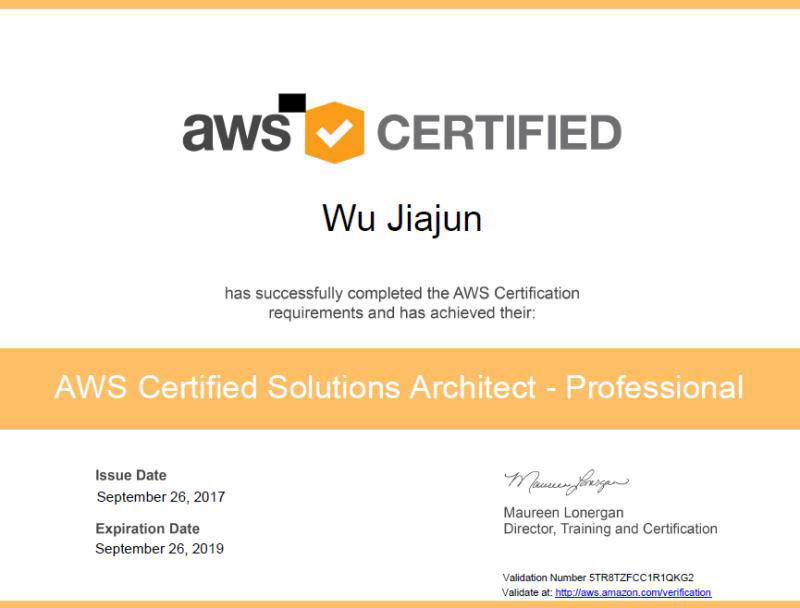 aws CERTIFIED
Wu Jiajun
has successfully completed the AWS Certification
requirements and has achieved their:
AWS Certified Solutions Architect - Professional
Issue Date
September 26, 2017
Expiration Date
September 26, 2019
Maureen Lonergan
Maureen Lonergan
Director, Training and Certification
Validation Number 5TR8TZFCC1R1QKG2
Validate at: http://aws.amazon.com/verification